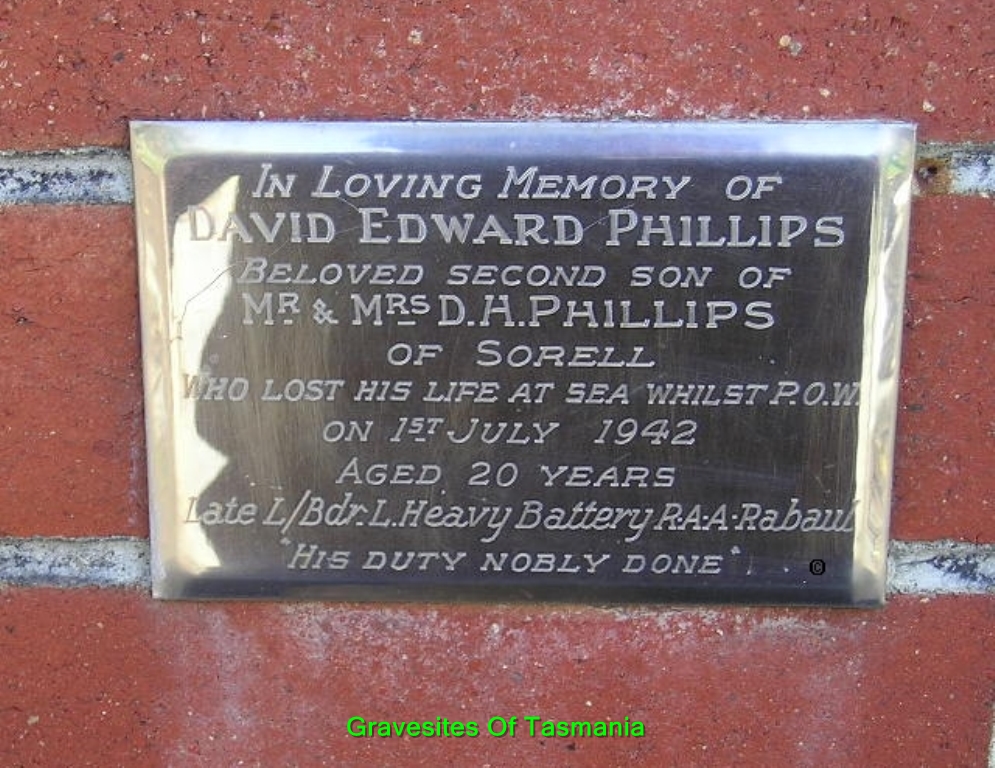 In Loving Memory of
David Edward Phillips
Beloved second son of
Mr & Mrs D.H. Phillips
of Sorell
Who lost his life at sea whilst P.O.W.
on 1st July 1942
Aged 20 years
Late L/Bdr. L. Heavy Battery R.A.A. Rabaul
"His duty nobly done"
©
Gravesites Of Tasmania